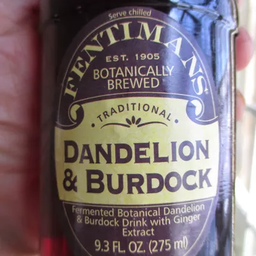 Serve chilled
FENTIMANS
EST. 1905
BOTANICALLY
BREWED
TRADITIONAL
DANDELION
& BURDOCK
Fermented Botanical Dandelion
& Burdock Drink with Ginger
Extract
9.3 FL. OZ. (275 ml)